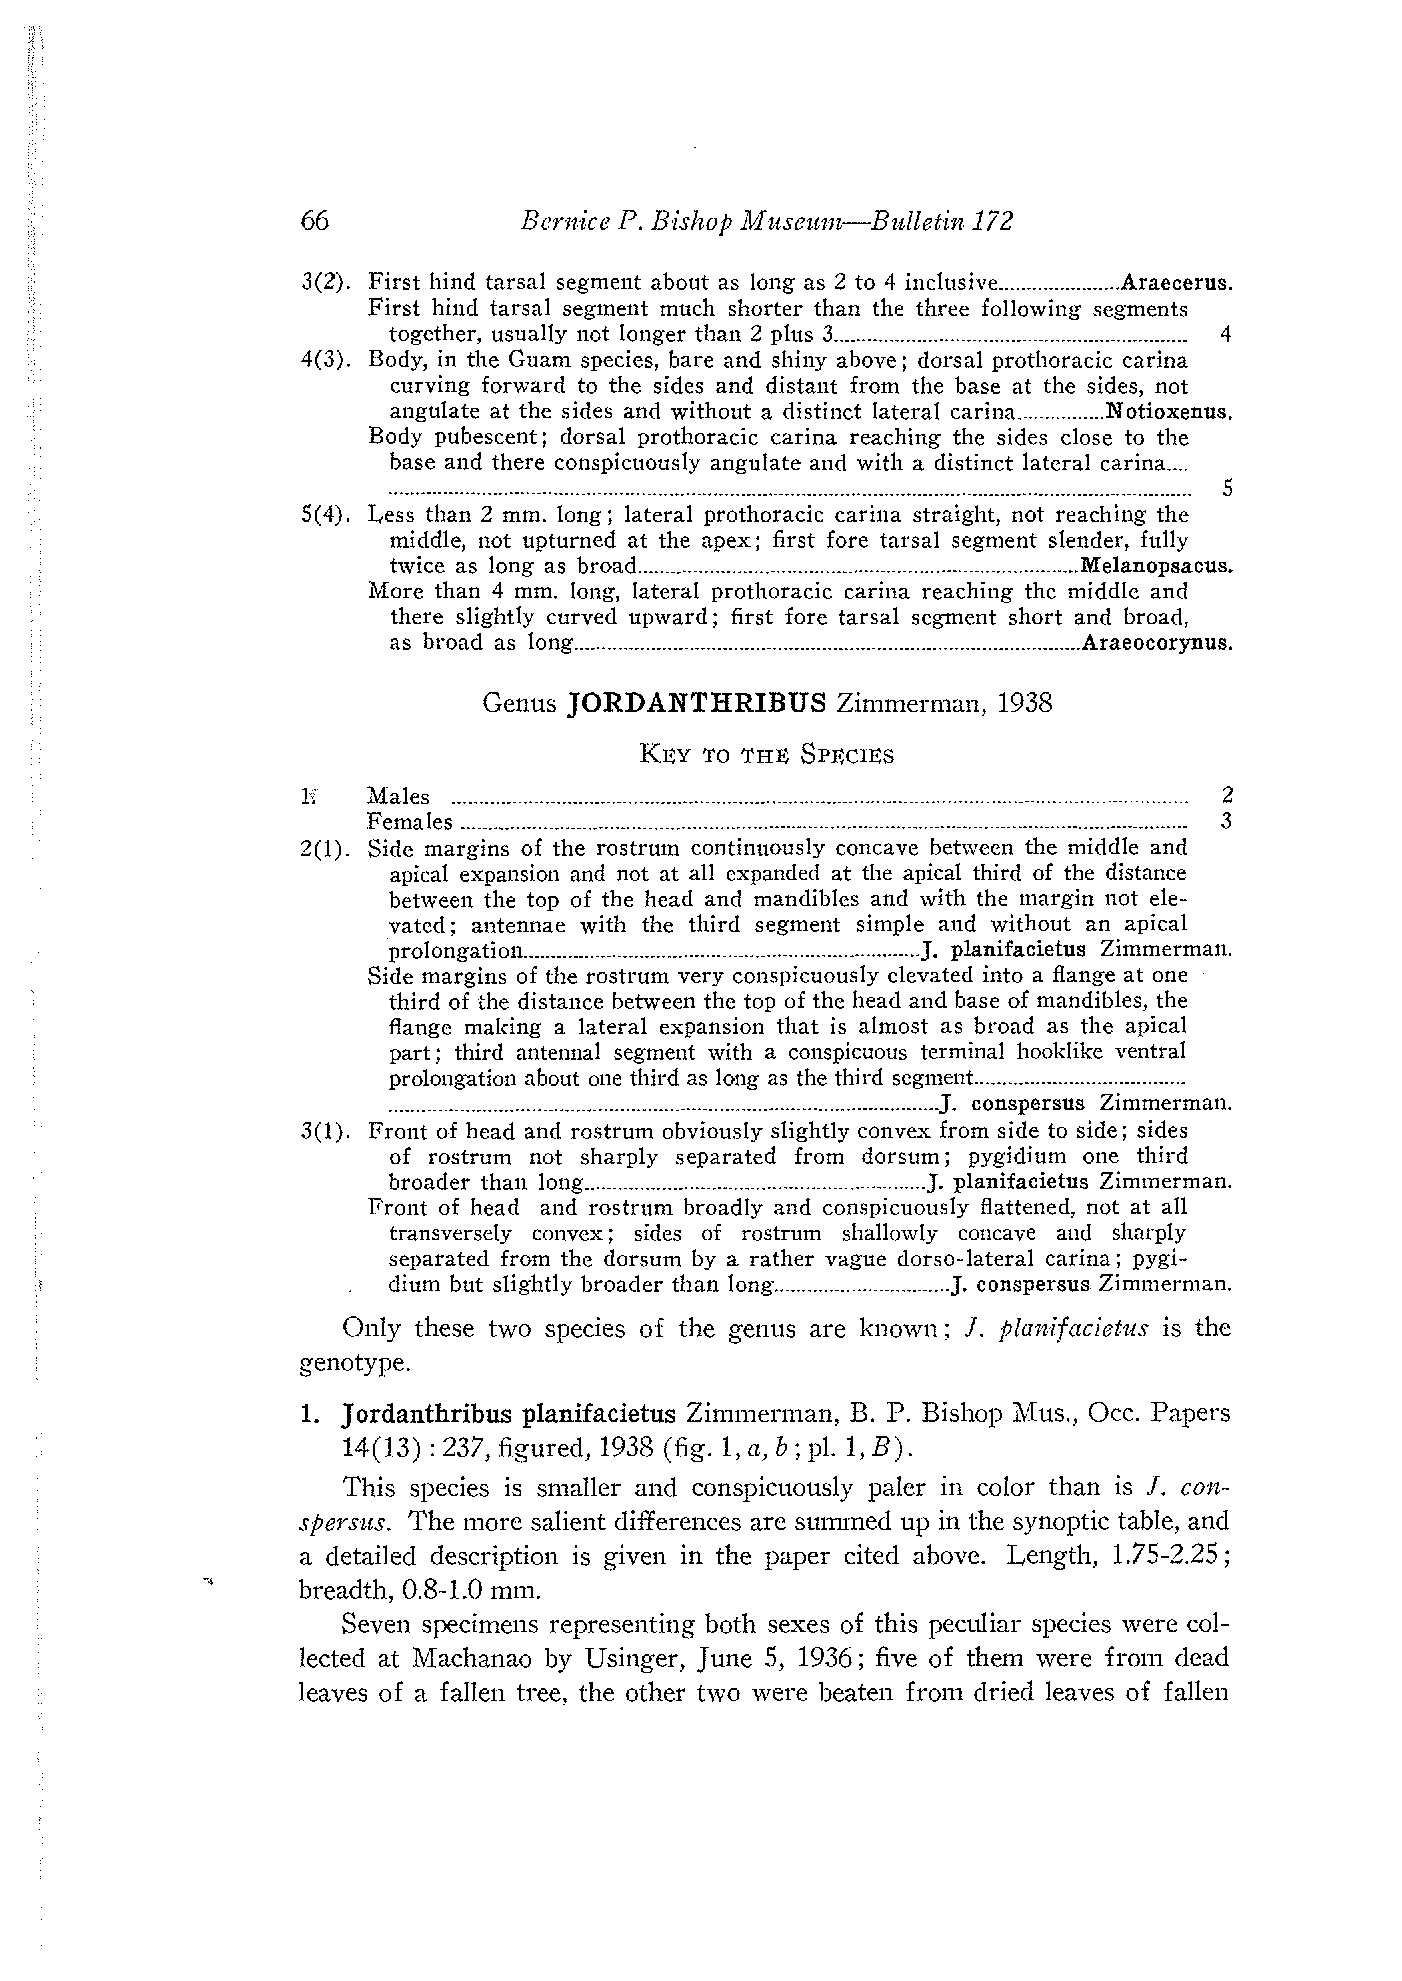 66 Bernice P. Bishop Museum—Bulletin 172
3(2). First hind tarsal segment about as long as 2 to 4 inclusive....................Araecerus.
First hind tarsal segment much shorter than the three following segments
together, usually not longer than 2 plus 3.................... 4
4(3). Body, in the Guam species, bare and shiny above; dorsal prothoracic carina
curving forward to the sides and distant from the base at the sides, not
angulate at the sides and without a distinct lateral carina...............Notioxenus.
Body pubescent; dorsal prothoracic carina reaching the sides close to the
base and there conspicuously angulate and with a distinct lateral carina....
.................... 5
5(4). Less than 2 mm. long; lateral prothoracic carina straight, not reaching the
middle, not upturned at the apex; first fore tarsal segment slender, fully
twice as long as broad....................Melanopsacus.
More than 4 mm. long, lateral prothoracic carina reaching the middle and
there slightly curved upward; first fore tarsal segment short and broad,
as broad as long....................Araeocorynus.
Genus JORDANTHRIBUS Zimmerman, 1938
Key to the Species
1. Males .................... 2
Females .................... 3
2(1). Side margins of the rostrum continuously concave between the middle and
apical expansion and not at all expanded at the apical third of the distance
between the top of the head and mandibles and with the margin not ele-
vated; antennae with the third segment simple and without an apical
prolongation....................J. planifacietus Zimmerman.
Side margins of the rostrum very conspicuously elevated into a flange at one
third of the distance between the top of the head and base of mandibles, the
flange making a lateral expansion that is almost as broad as the apical
part; third antennal segment with a conspicuous terminal hooklike ventral
prolongation about one third as long as the third segment....................
....................J. conspersus Zimmerman.
3(1). Front of head and rostrum obviously slightly convex from side to side; sides
of rostrum not sharply separated from dorsum; pygidium one third
broader than long....................J. planifacietus Zimmerman.
Front of head and rostrum broadly and conspicuously flattened, not at all
transversely convex; sides of rostrum shallowly concave and sharply
separated from the dorsum by a rather vague dorso-lateral carina; pygi-
dium but slightly broader than long....................J. conspersus Zimmerman.
Only these two species of the genus are known; J. planifacietus is the
genotype.
1. Jordanthribus planifacietus Zimmerman, B. P. Bishop Mus., Occ. Papers
14(13) : 237, figured, 1938 (fig. 1, a, b; pl. 1, B).
This species is smaller and conspicuously paler in color than is J. con-
spersus. The more salient differences are summed up in the synoptic table, and
a detailed description is given in the paper cited above. Length, 1.75-2.25;
breadth, 0.8-1.0 mm.
Seven specimens representing both sexes of this peculiar species were col-
lected at Machanao by Usinger, June 5, 1936; five of them were from dead
leaves of a fallen tree, the other two were beaten from dried leaves of fallen